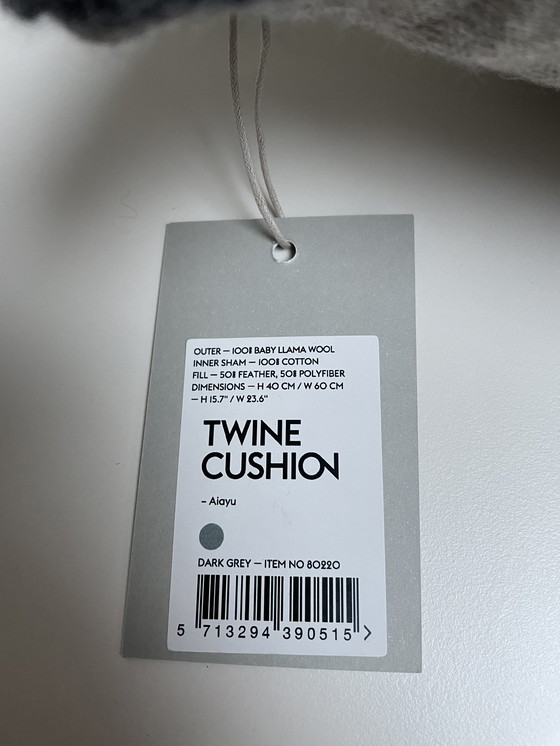 OUTER – 100% BABY LLAMA WOOL
INNER SHAM – 100% COTTON
FILL – 50% FEATHER, 50% POLYFIBER
DIMENSIONS – H 40 CM / W 60 CM
– H 15.7" / W 23.6"
TWINE
CUSHION
– Aiayu
DARK GREY – ITEM NO 80220
5 713294 390515 >